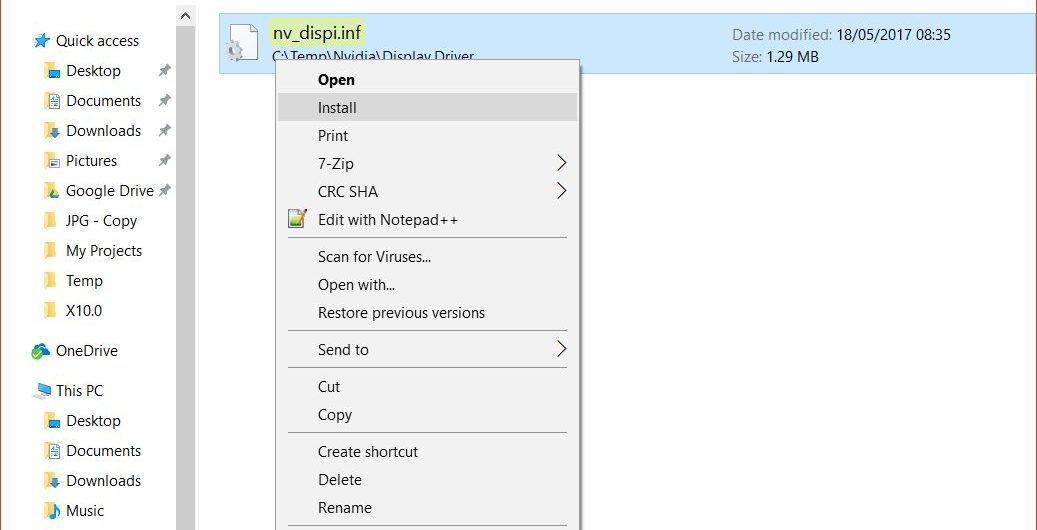 Quick access
Desktop
Documents
Downloads
Pictures
Google Drive
JPG - Copy
My Projects
Temp
X10.0
OneDrive
This PC
Desktop
Documents
Downloads
Music
nv_dispi.inf
C:\Temp\Nvidia\Display.Driver
Date modified: 18/05/2017 08:35
Size: 1.29 MB
Open
Install
Print
7-Zip
CRC SHA
Edit with Notepad++
Scan for Viruses...
Open with...
Restore previous versions
Send to
Cut
Copy
Create shortcut
Delete
Rename